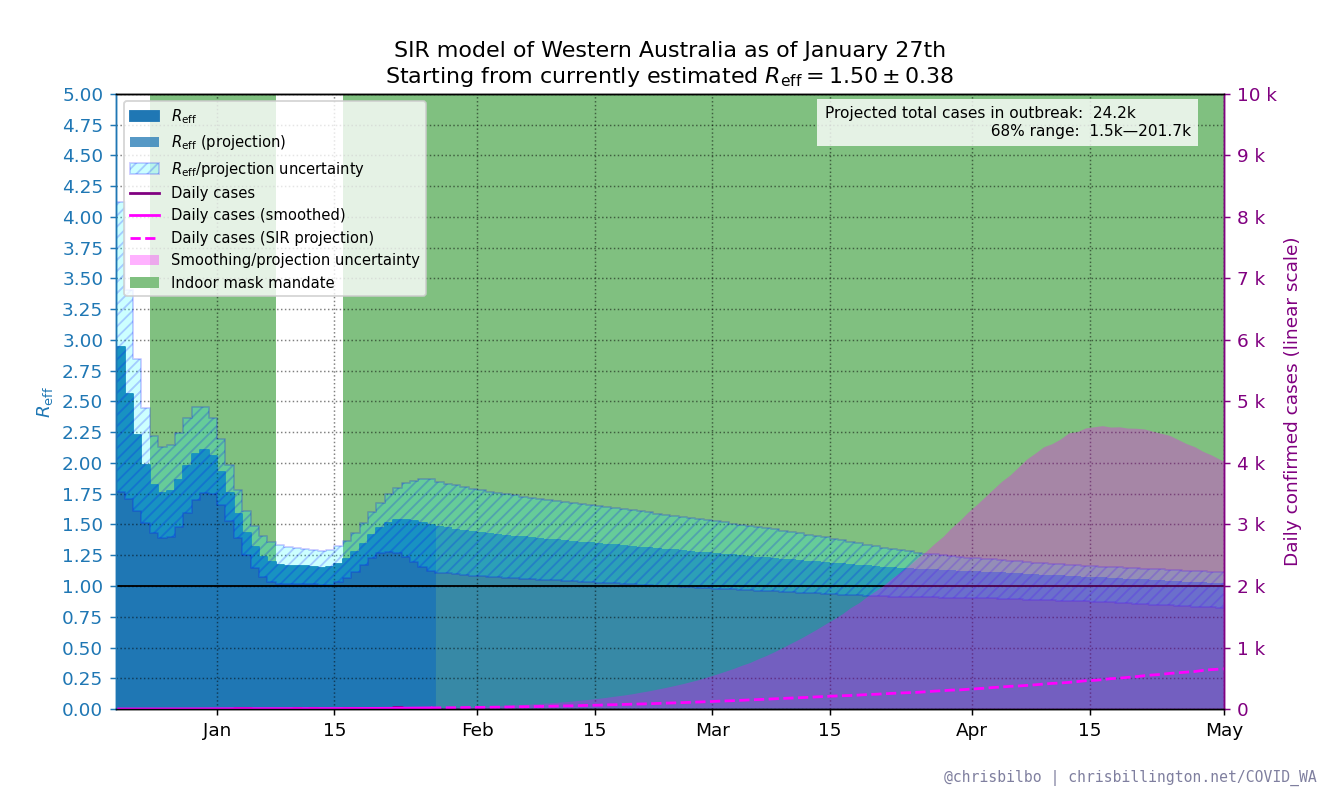 SIR model of Western Australia as of January 27th
Starting from currently estimated Reff = 1.50 ± 0.38
Reff
Reff (projection)
Reff/projection uncertainty
Daily cases
Daily cases (smoothed)
Daily cases (SIR projection)
Smoothing/projection uncertainty
Indoor mask mandate
Projected total cases in outbreak: 24.2k
68% range: 1.5k—201.7k
5.00
4.75
4.50
4.25
4.00
3.75
3.50
3.25
3.00
2.75
2.50
2.25
2.00
1.75
1.50
1.25
1.00
0.75
0.50
0.25
0.00
Reff
10 k
9 k
8 k
7 k
6 k
5 k
4 k
3 k
2 k
1 k
0
Daily confirmed cases (linear scale)
Jan 15 Feb 15 Mar 15 Apr 15 May
@chrisbilbo | chrisbillington.net/COVID_WA